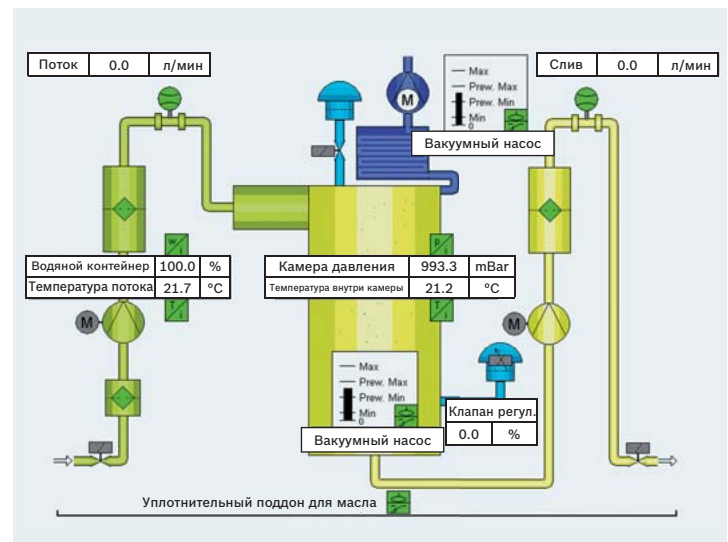 Поток 0.0 л/мин
Слив 0.0 л/мин
Max
Prew. Max
Prew. Min
Min
0
M
Вакуумный насос
w
i
p
i
Водяной контейнер 100.0 %
Температура потока 21.7 °C
Камера давления 993.3 mBar
Температура внутри камеры 21.2 °C
T
i
T
i
M
M
Max
Prew. Max
Prew. Min
Min
0
Вакуумный насос
Клапан регул.
0.0 %
Уплотнительный поддон для масла